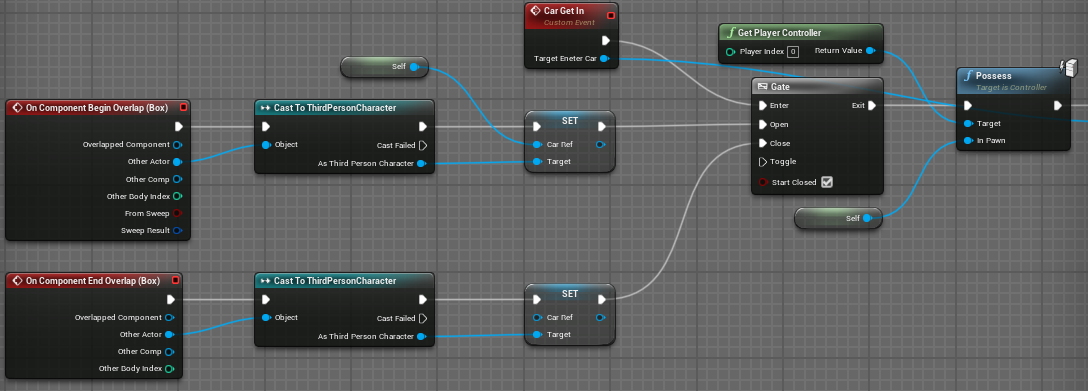 Car Get In
Custom Event
Target Eneter Car
Get Player Controller
Player Index 0 Return Value
Self
Possess
Target is Controller
Target
In Pawn
Gate
Enter Exit
Open
Close
Toggle
Start Closed
Self
On Component Begin Overlap (Box)
Overlapped Component
Other Actor
Other Comp
Other Body Index
From Sweep
Sweep Result
Cast To ThirdPersonCharacter
Object Cast Failed
As Third Person Character
SET
Car Ref
Target
On Component End Overlap (Box)
Overlapped Component
Other Actor
Other Comp
Other Body Index
Cast To ThirdPersonCharacter
Object Cast Failed
As Third Person Character
SET
Car Ref
Target